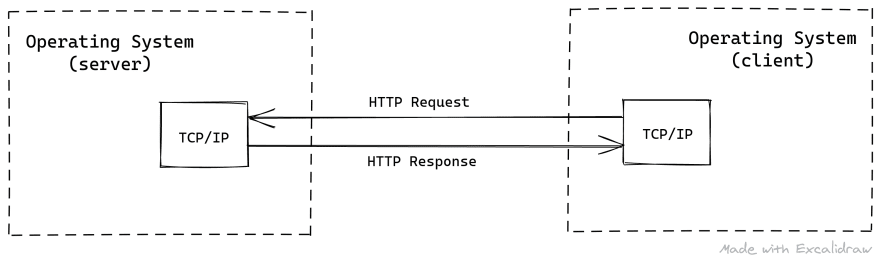 Operating System
(server)
Operating System
(client)
HTTP Request
TCP/IP
TCP/IP
HTTP Response
Made with Excalidraw